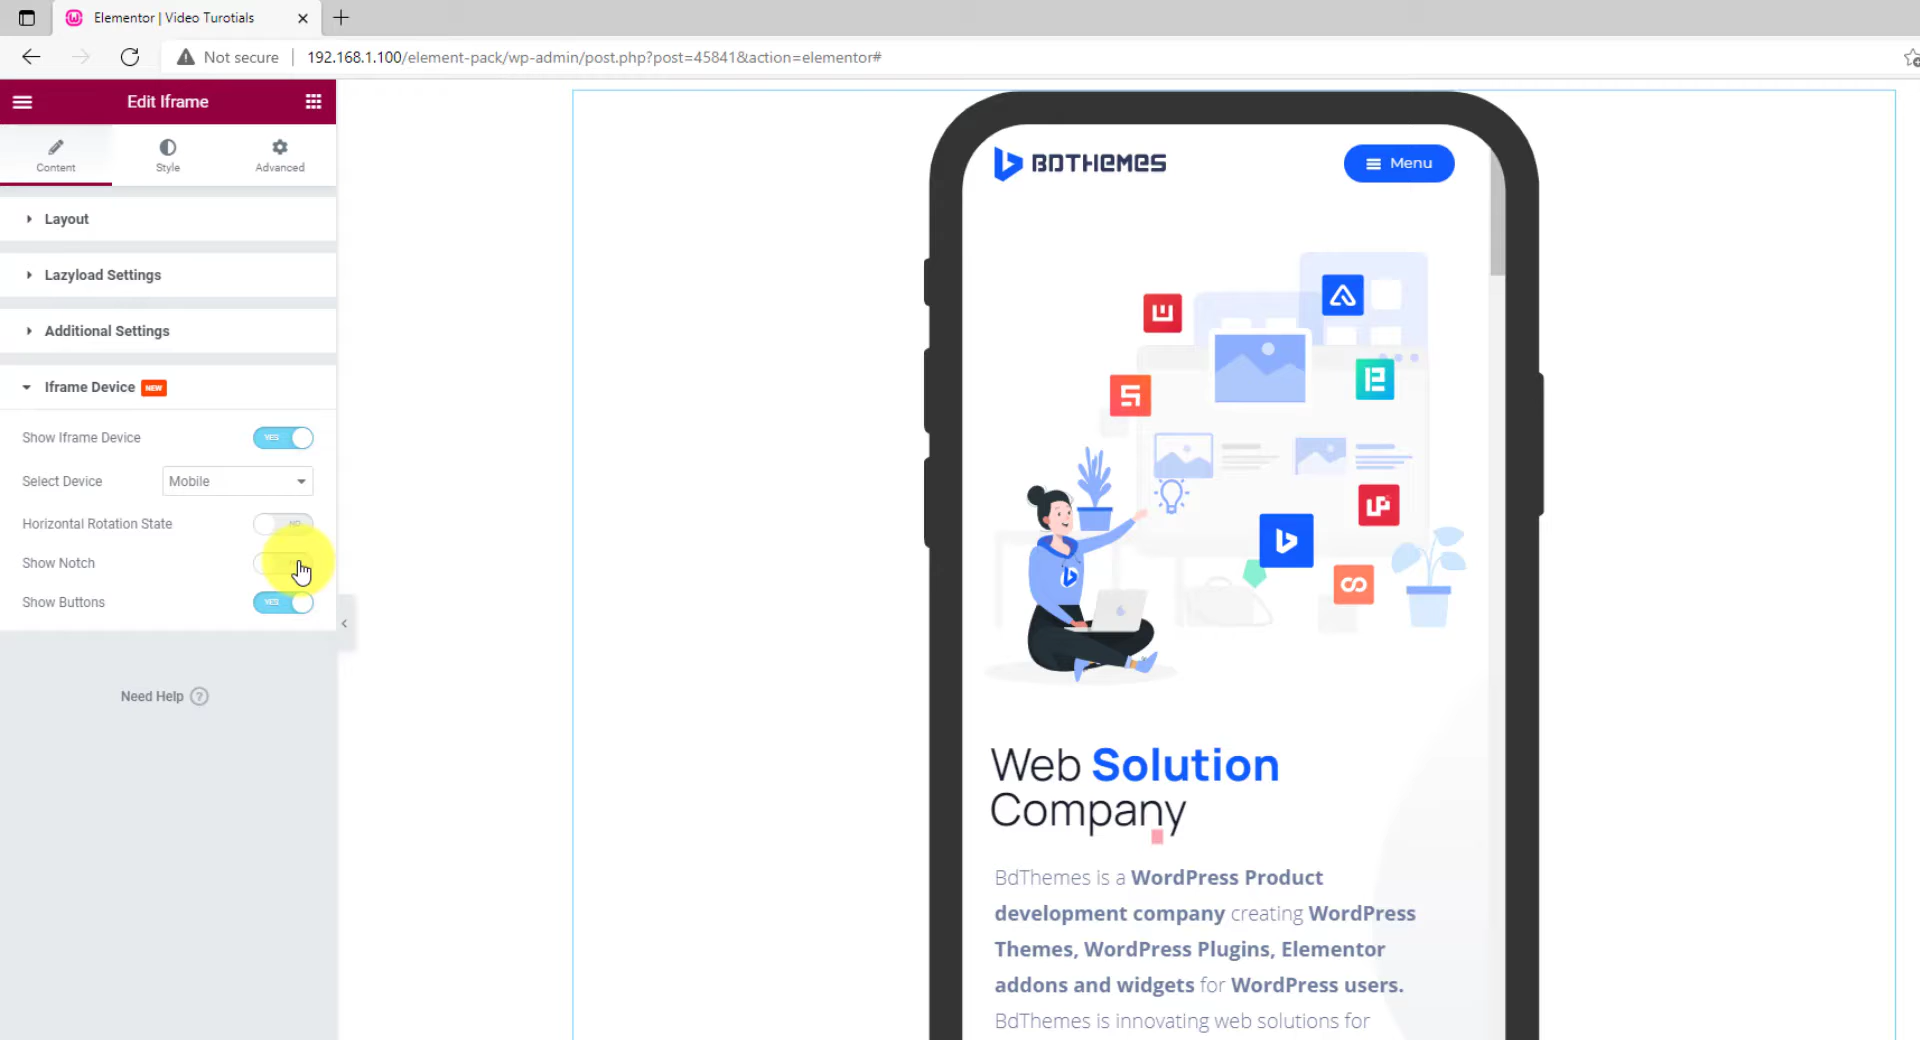 Elementor | Video Turotials
Not secure
192.168.1.100/element-pack/wp-admin/post.php?post=45841&action=elementor#
Edit Iframe
Content
Style
Advanced
Layout
Lazyload Settings
Additional Settings
Iframe Device NEW
Show Iframe Device YES
Select Device Mobile
Horizontal Rotation State NO
Show Notch
Show Buttons YES
Need Help ?
BDTHEMES
Menu
Web Solution
Company
BdThemes is a WordPress Product
development company creating WordPress
Themes, WordPress Plugins, Elementor
addons and widgets for WordPress users.
BdThemes is innovating web solutions for